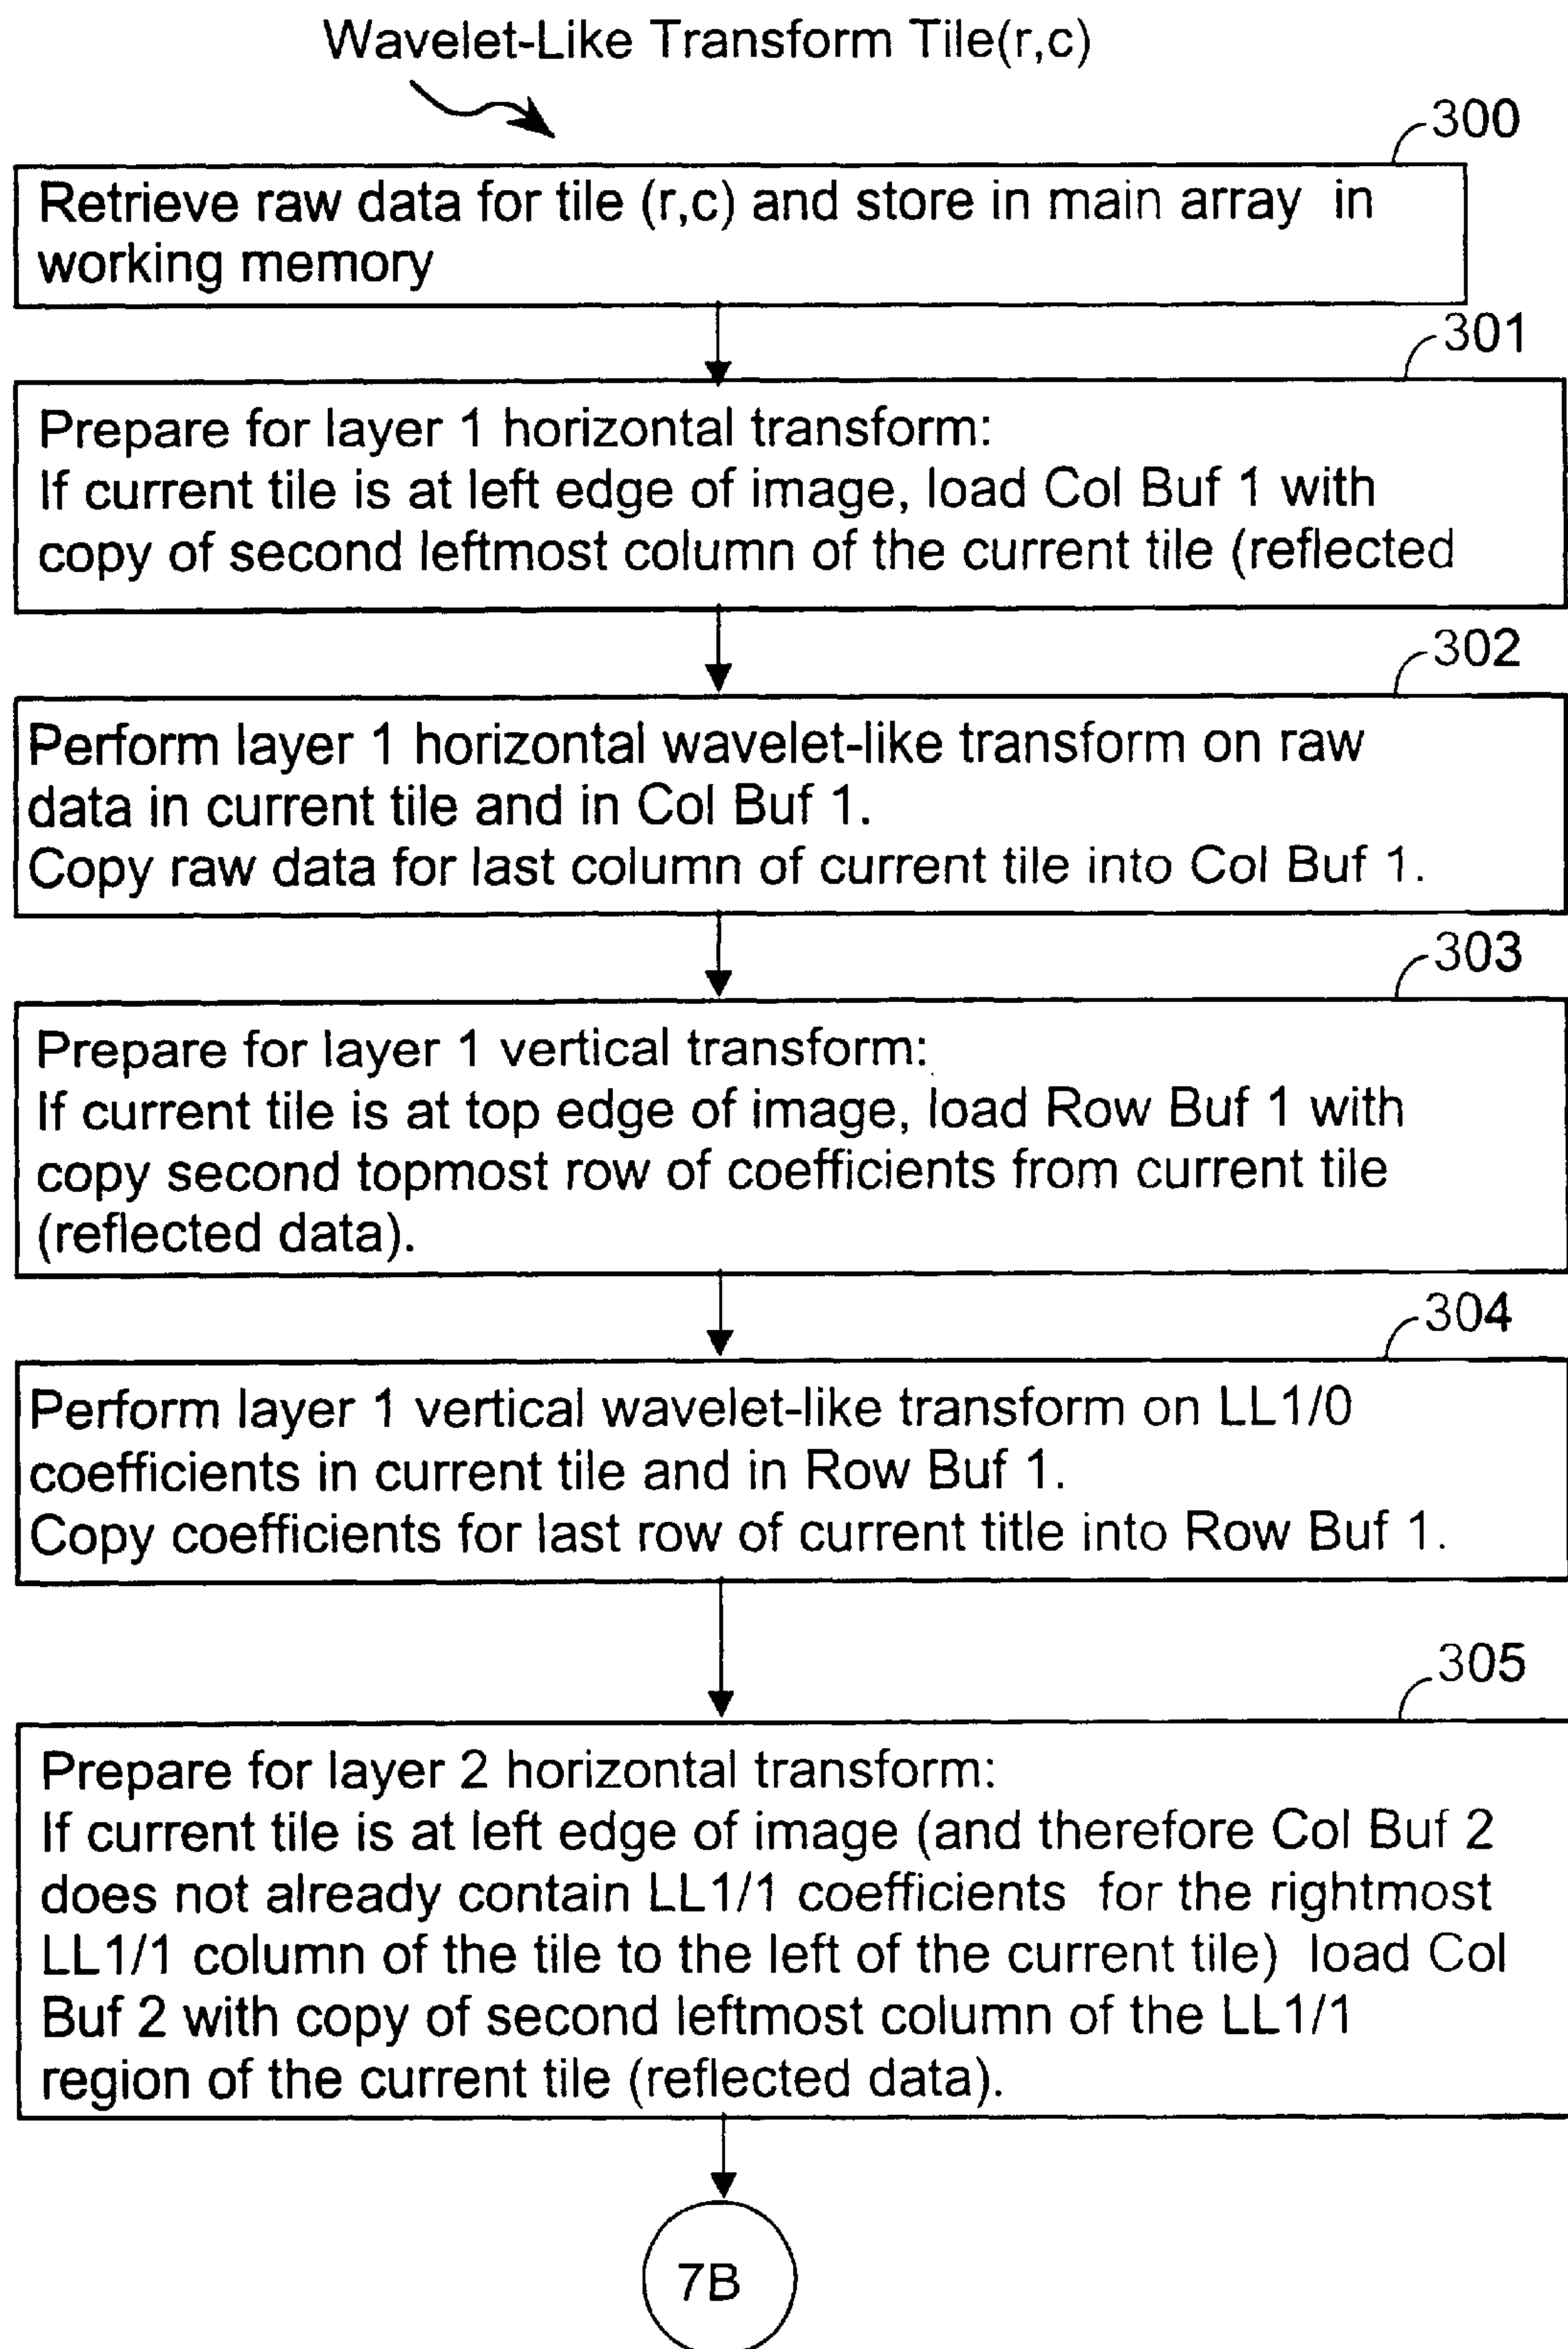 Wavelet-Like Transform Tile(r,c)
300
Retrieve raw data for tile (r,c) and store in main array in
working memory
301
Prepare for layer 1 horizontal transform:
If current tile is at left edge of image, load Col Buf 1 with
copy of second leftmost column of the current tile (reflected
302
Perform layer 1 horizontal wavelet-like transform on raw
data in current tile and in Col Buf 1.
Copy raw data for last column of current tile into Col Buf 1.
303
Prepare for layer 1 vertical transform:
If current tile is at top edge of image, load Row Buf 1 with
copy second topmost row of coefficients from current tile
(reflected data).
304
Perform layer 1 vertical wavelet-like transform on LL1/0
coefficients in current tile and in Row Buf 1.
Copy coefficients for last row of current title into Row Buf 1.
305
Prepare for layer 2 horizontal transform:
If current tile is at left edge of image (and therefore Col Buf 2
does not already contain LL1/1 coefficients for the rightmost
LL1/1 column of the tile to the left of the current tile) load Col
Buf 2 with copy of second leftmost column of the LL1/1
region of the current tile (reflected data).
7B